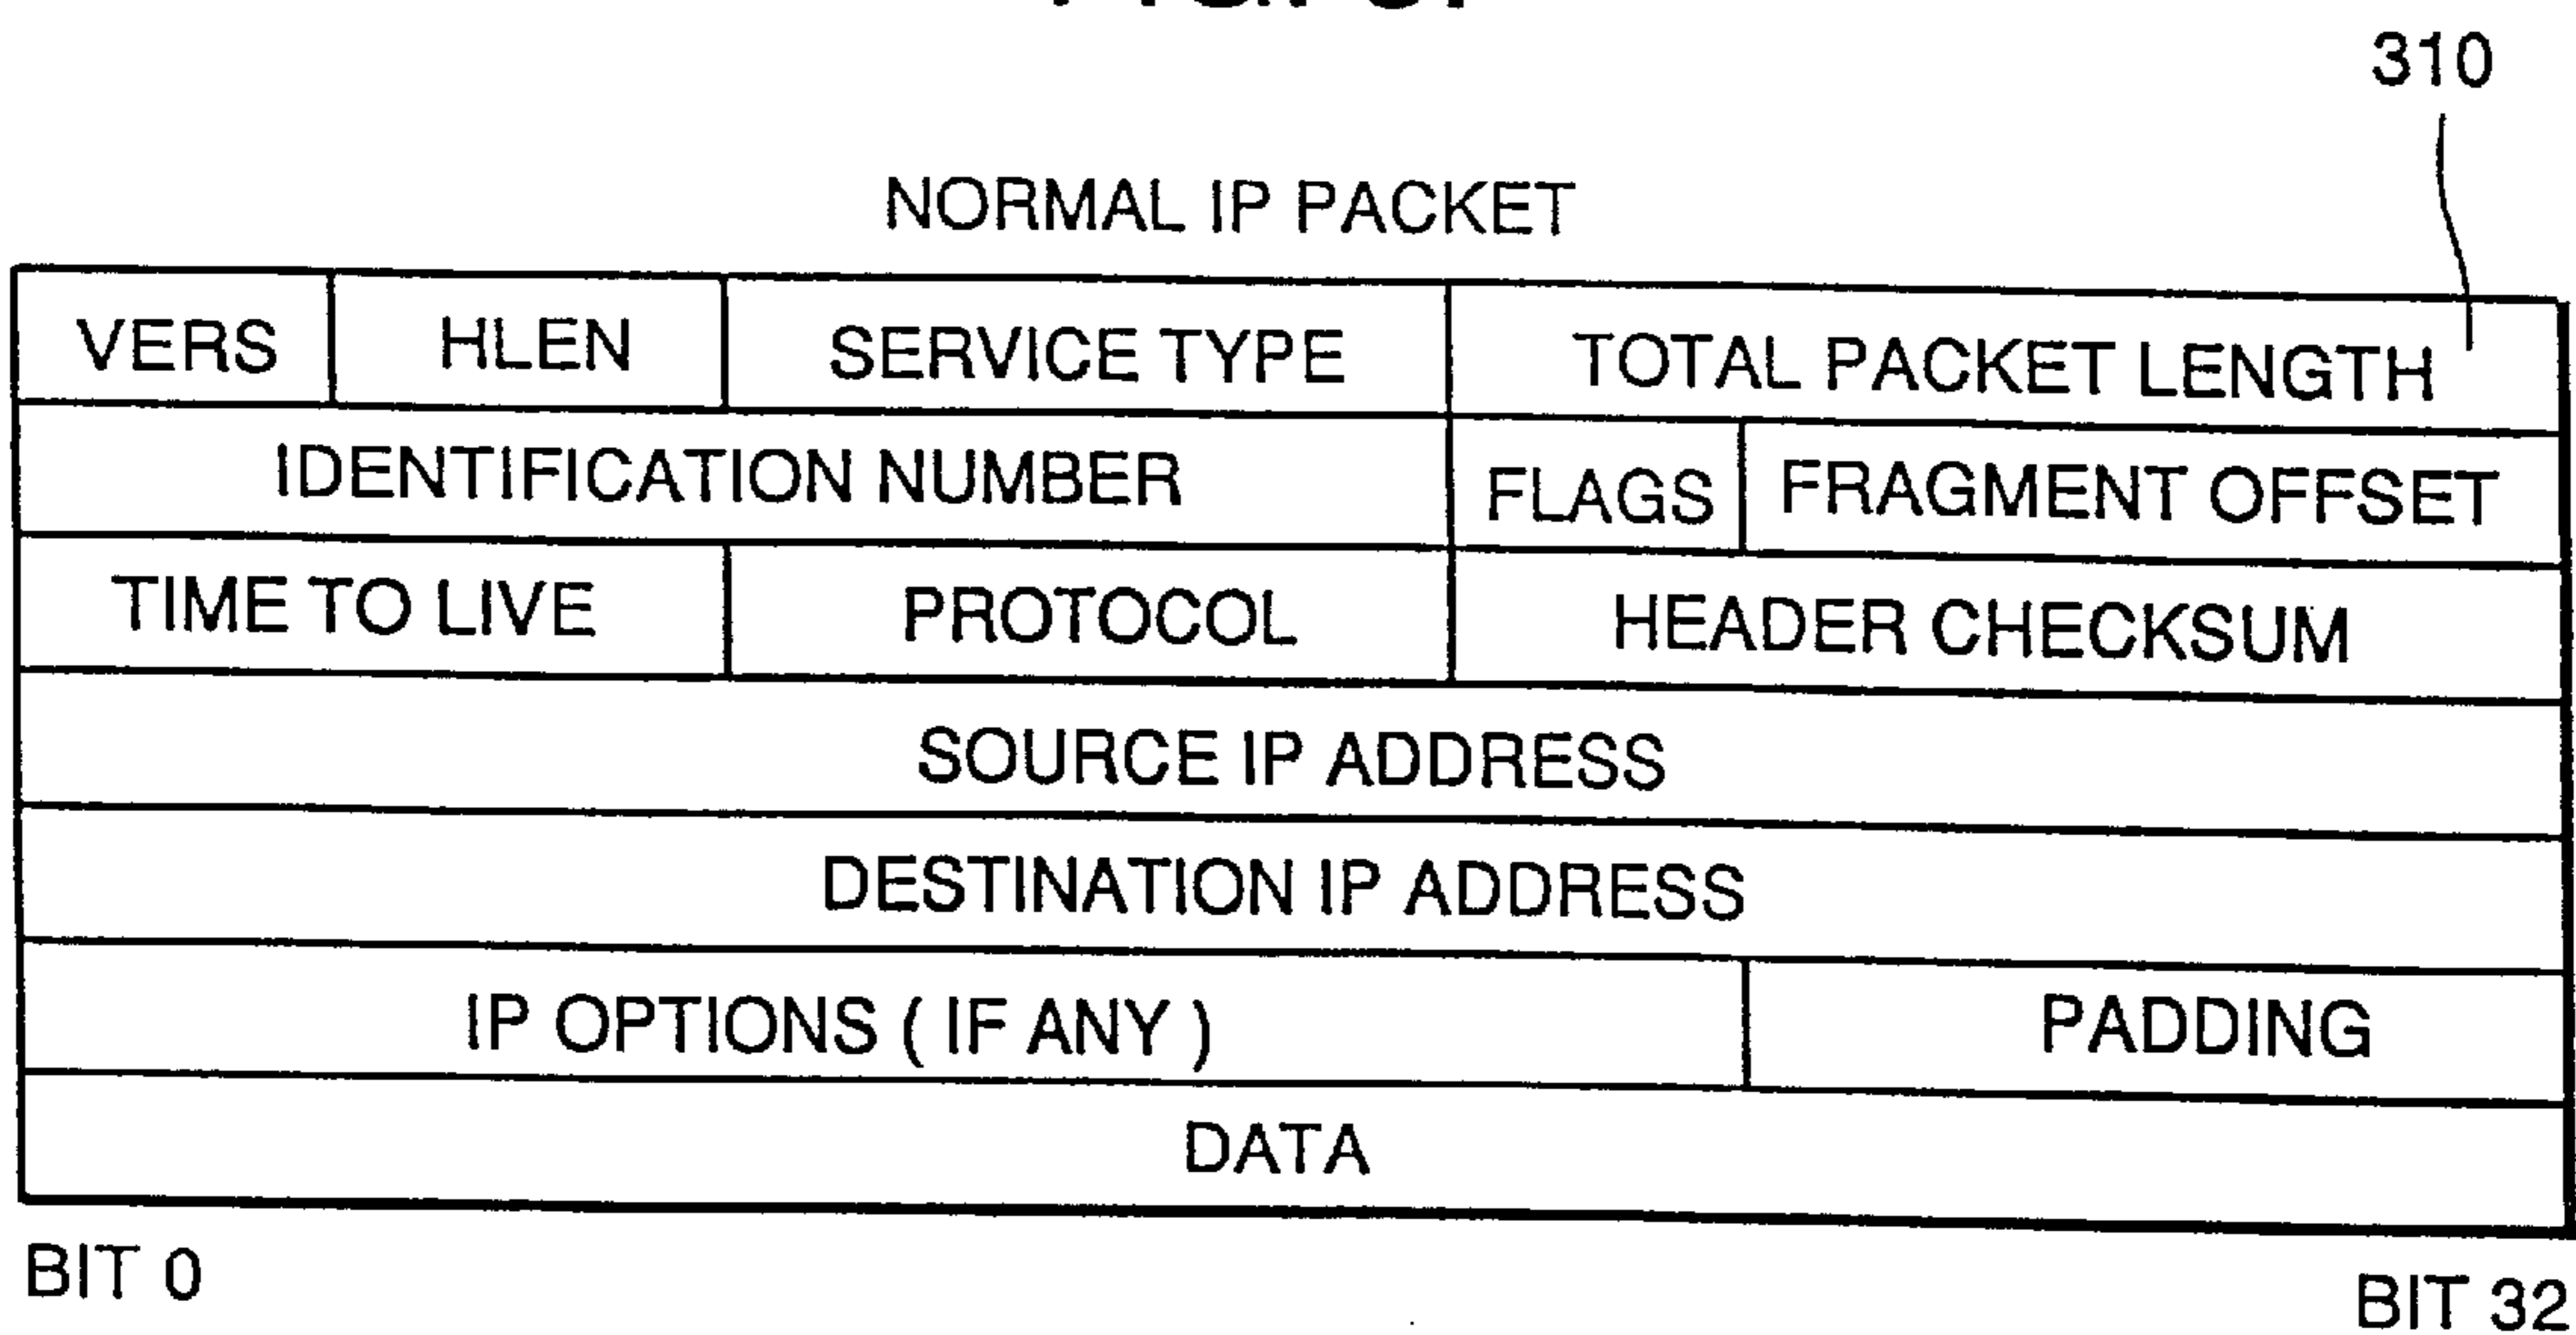 310
NORMAL IP PACKET
VERS HLEN SERVICE TYPE TOTAL PACKET LENGTH
IDENTIFICATION NUMBER FLAGS FRAGMENT OFFSET
TIME TO LIVE PROTOCOL HEADER CHECKSUM
SOURCE IP ADDRESS
DESTINATION IP ADDRESS
IP OPTIONS ( IF ANY ) PADDING
DATA
BIT 0 BIT 32